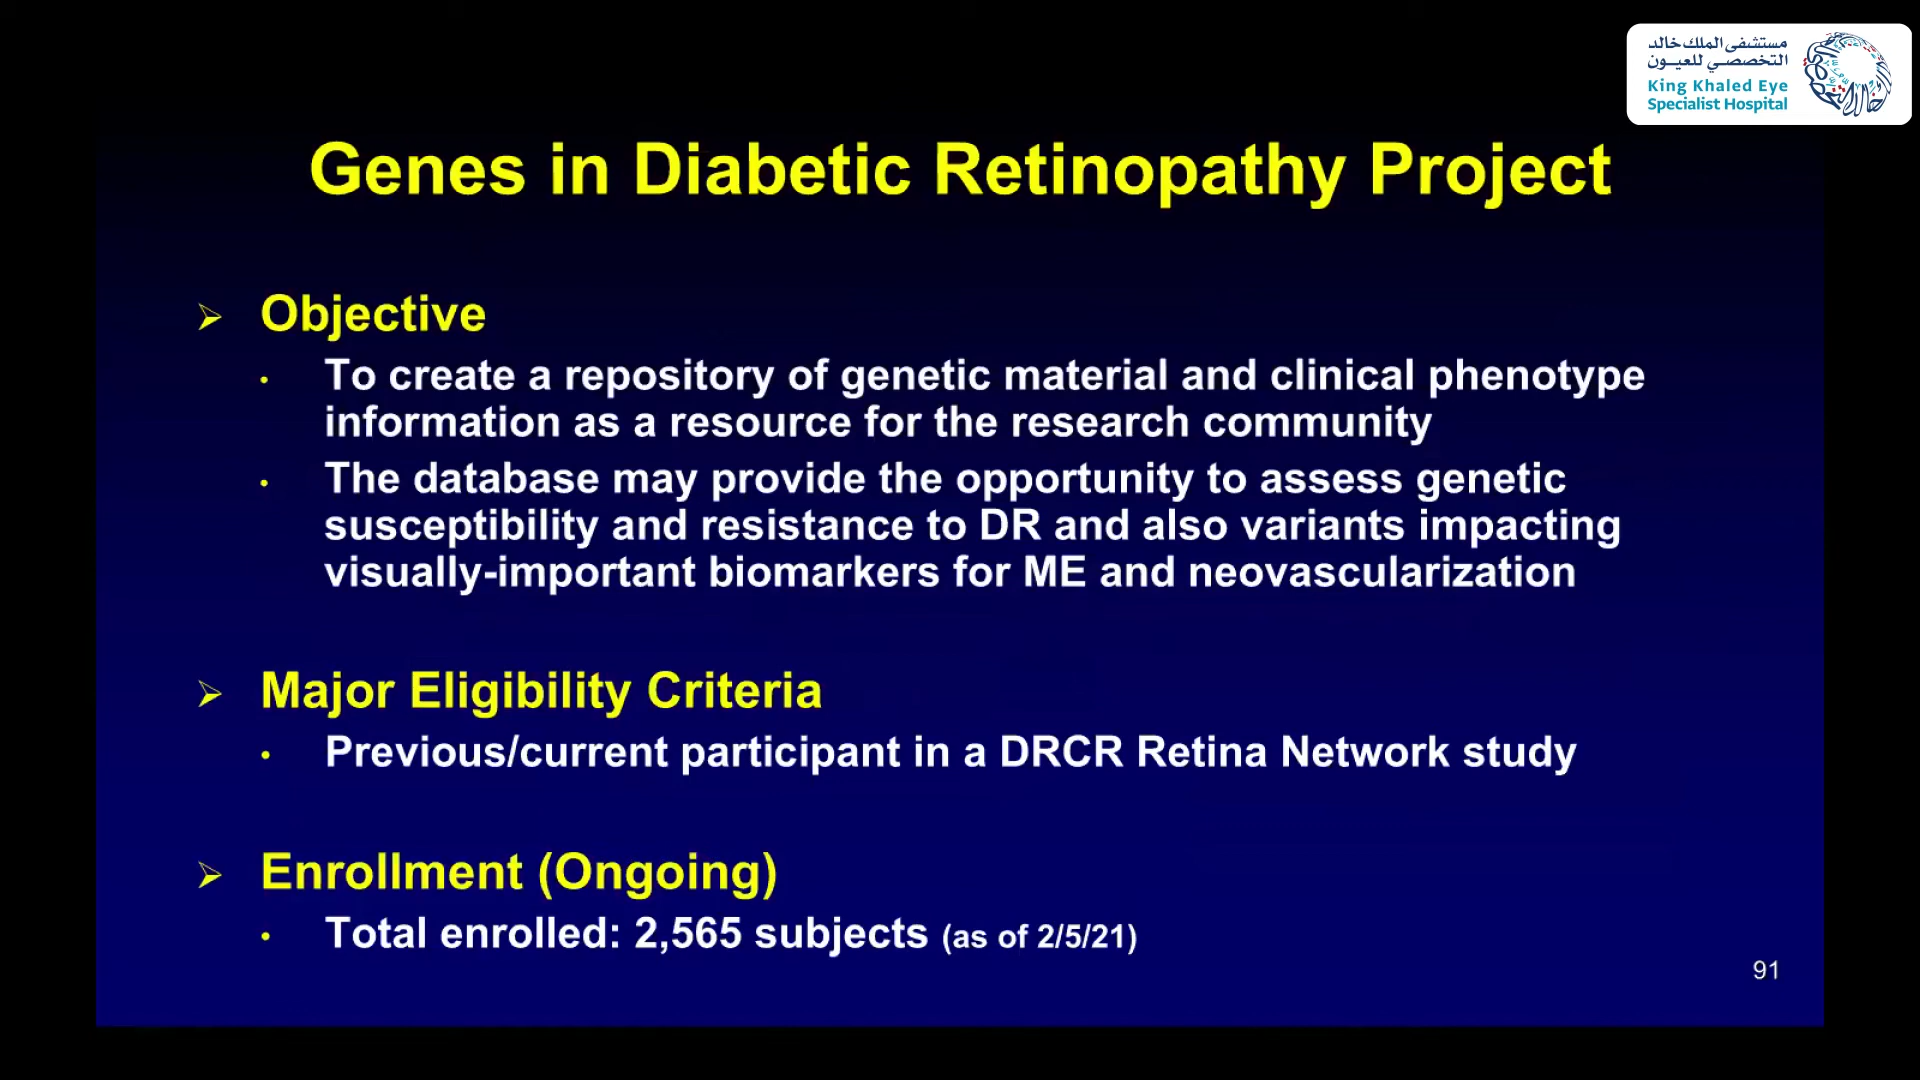 مستشفى الملك خالد
التخصصي للعيون
King Khaled Eye
Specialist Hospital
Genes in Diabetic Retinopathy Project
➢ Objective
• To create a repository of genetic material and clinical phenotype
information as a resource for the research community
• The database may provide the opportunity to assess genetic
susceptibility and resistance to DR and also variants impacting
visually-important biomarkers for ME and neovascularization
➢ Major Eligibility Criteria
• Previous/current participant in a DRCR Retina Network study
➢ Enrollment (Ongoing)
• Total enrolled: 2,565 subjects (as of 2/5/21)
91